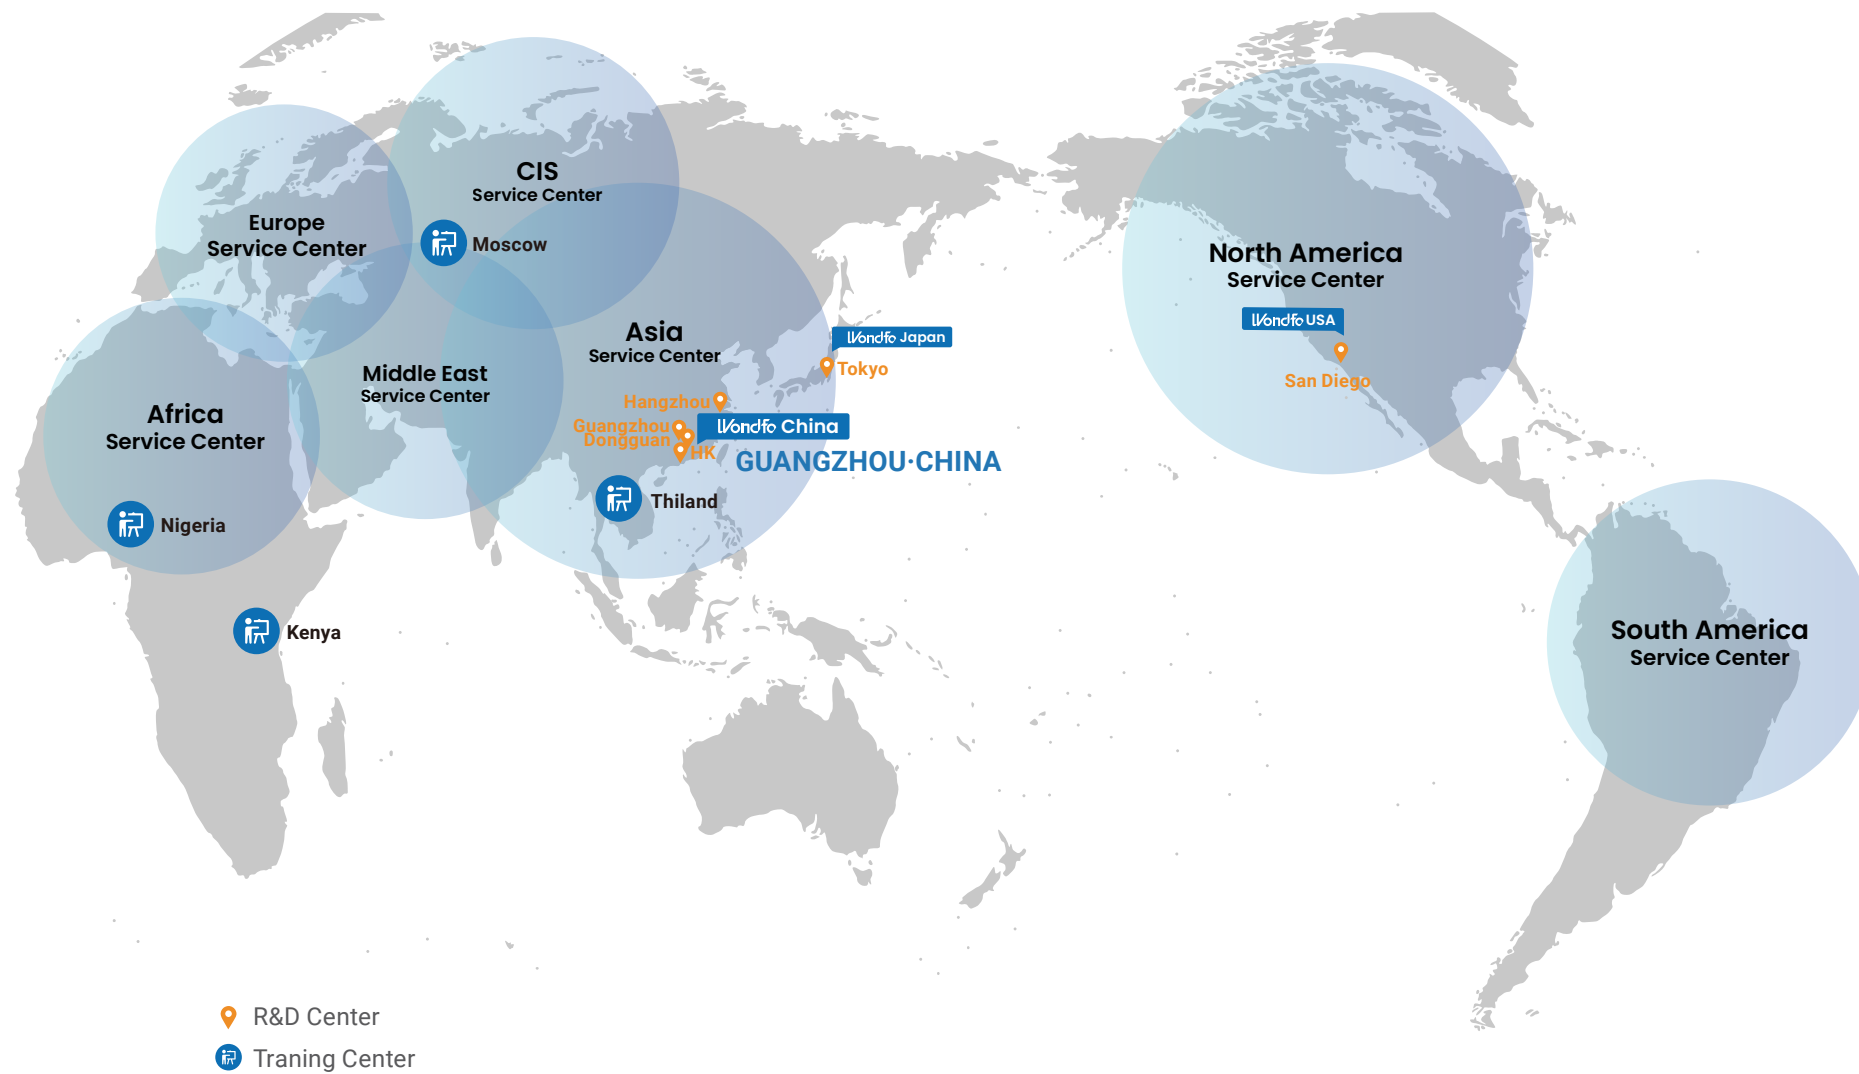 CIS
Service Center
Europe
Service Center
Moscow
North America
Service Center
Wondfo USA
San Diego
Asia
Service Center
Wondfo Japan
Tokyo
Middle East
Service Center
Africa
Service Center
Hangzhou
Guangzhou
Dongguan
HK
Wondfo China
GUANGZHOU·CHINA
Thiland
Nigeria
Kenya
South America
Service Center
R&D Center
Traning Center